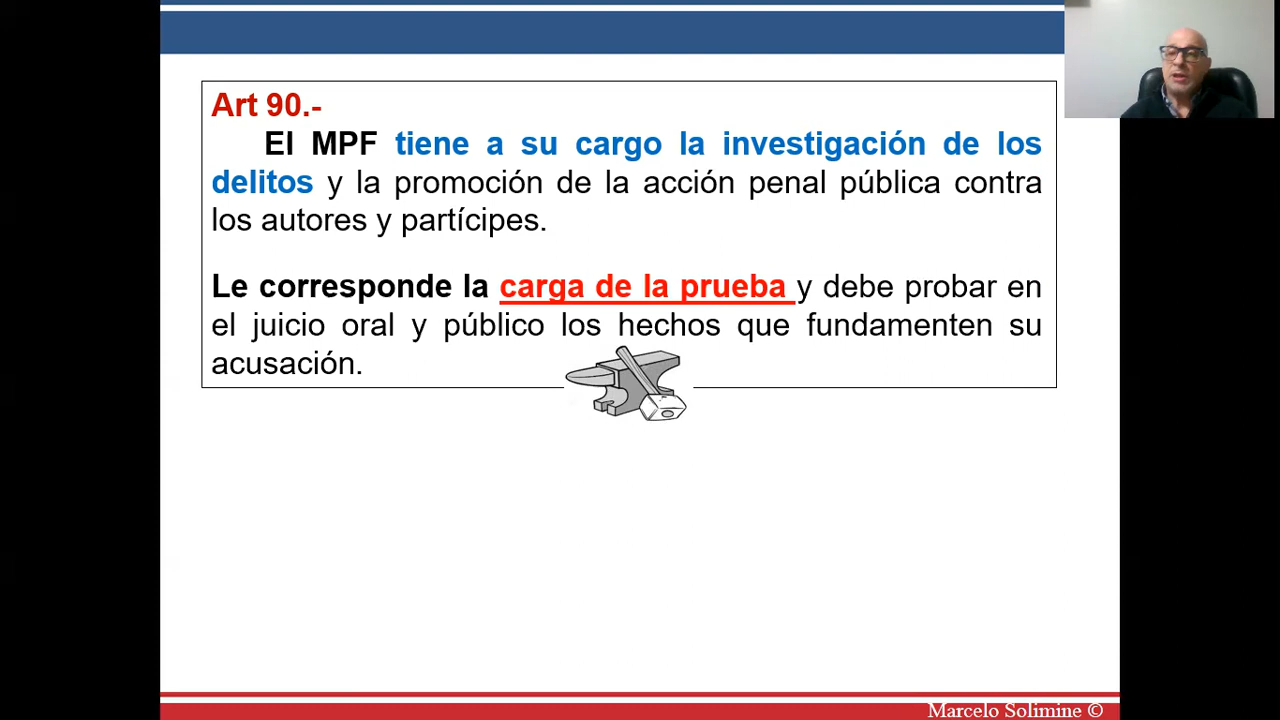 Art 90.-
El MPF tiene a su cargo la investigación de los
delitos y la promoción de la acción penal pública contra
los autores y partícipes.
Le corresponde la carga de la prueba y debe probar en
el juicio oral y público los hechos que fundamenten su
acusación.
Marcelo Solimine ©